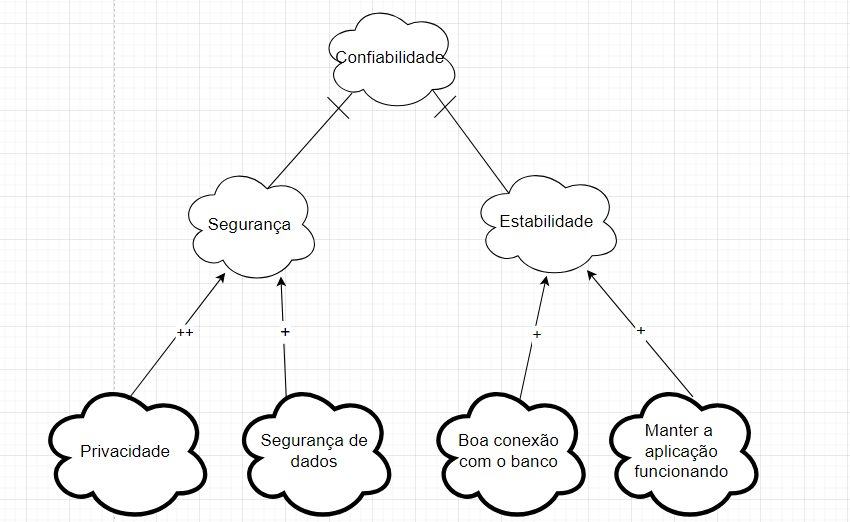 Confiabilidade
Segurança
Estabilidade
++
+
+
+
Privacidade
Segurança de
dados
Boa conexão
com o banco
Manter a
aplicação
funcionando